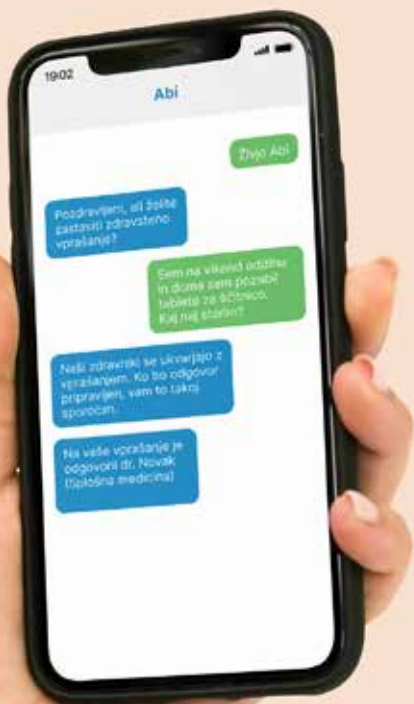 19:02
Abi
Živjo Abi
Pozdravljeni, ali želite
zastaviti zdravstveno
vprašanje?
Sem na vikend oddihu
in doma sem pozabil
tablete za ščitnico.
Kaj naj storim?
Naši zdravniki se ukvarjajo z
vprašanjem. Ko bo odgovor
pripravljen, vam to takoj
sporočim.
Na vaše vprašanje je
odgovoril dr. Novak
(Splošna medicina)